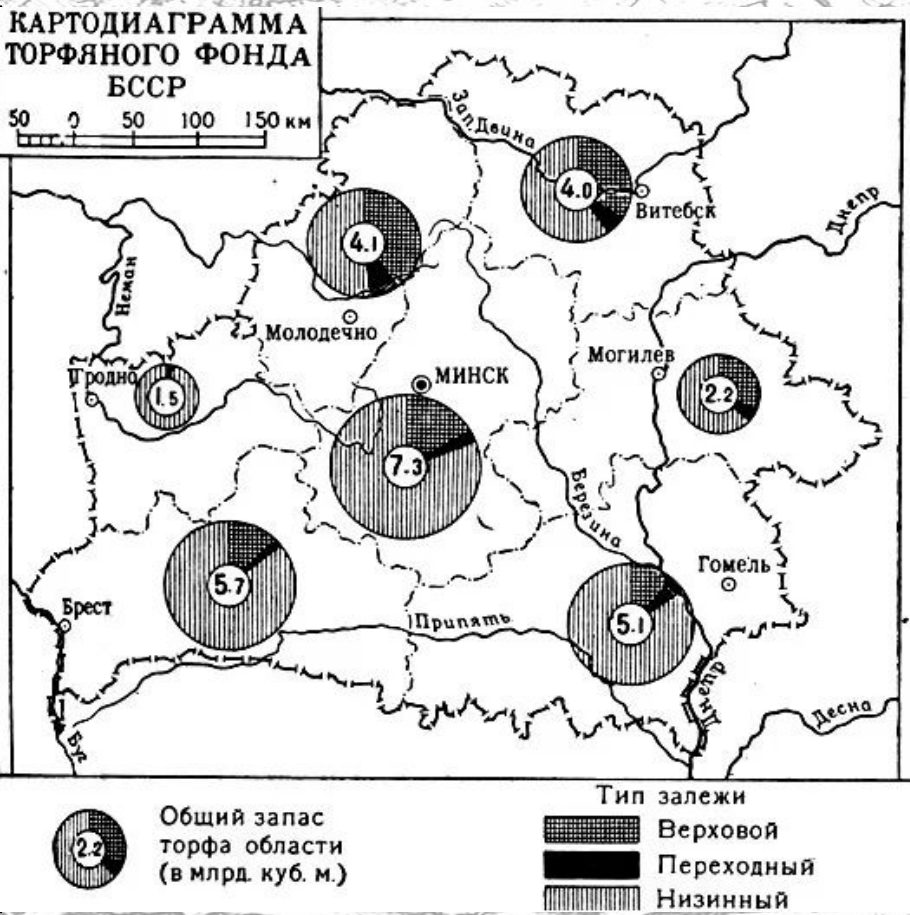 КАРТОДИАГРАММА
ТОРФЯНОГО ФОНДА
БССР
50 0 50 100 150 км
Зап. Двина
4.0
Витебск
Днепр
4.1
Неман
Молодечно
Могилев
Гродно
1.5
МИНСК
2.2
7.3
Березина
5.7
Гомель
Брест
Припять
5.1
Днепр
Десна
Буг
2.2
Общий запас
торфа области
(в млрд. куб. м.)
Тип залежи
Верховой
Переходный
Низинный